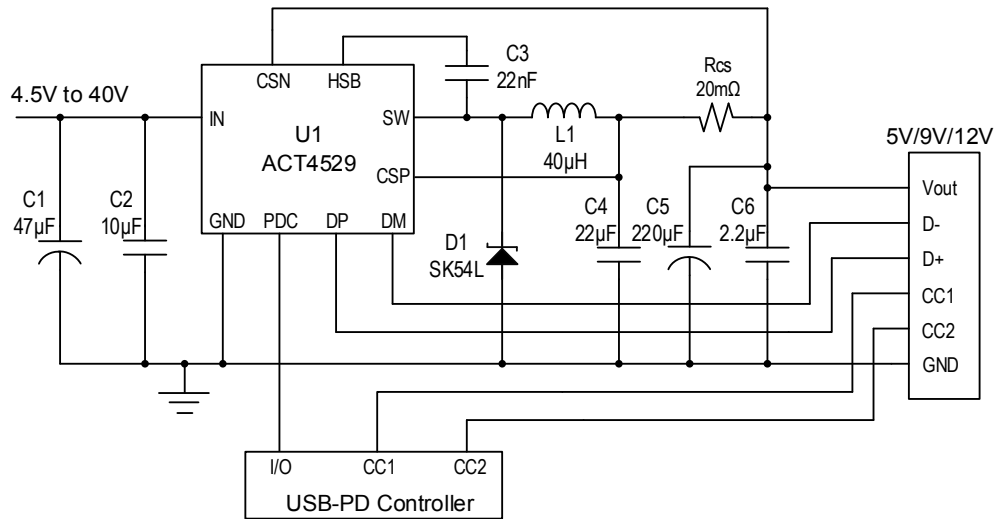 C3
22nF
CSN
HSB
Rcs
20mΩ
4.5V to 40V
IN
SW
U1
ACT4529
L1
40μH
5V/9V/12V
CSP
Vout
C1
47μF
C2
10μF
GND
PDC
DP
DM
C4
22μF
C5
220μF
C6
2.2μF
D-
D1
SK54L
D+
CC1
CC2
GND
I/O
CC1
CC2
USB-PD Controller